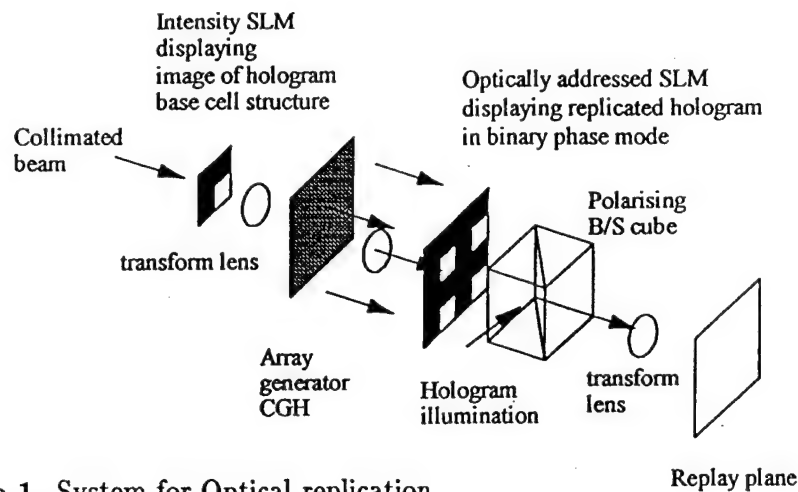 Intensity SLM
displaying
image of hologram
base cell structure
Optically addressed SLM
displaying replicated hologram
in binary phase mode
Collimated
beam
Polarising
B/S cube
transform lens
Array
generator
CGH
Hologram
illumination
transform
lens
Replay plane
1 System for Optical replication